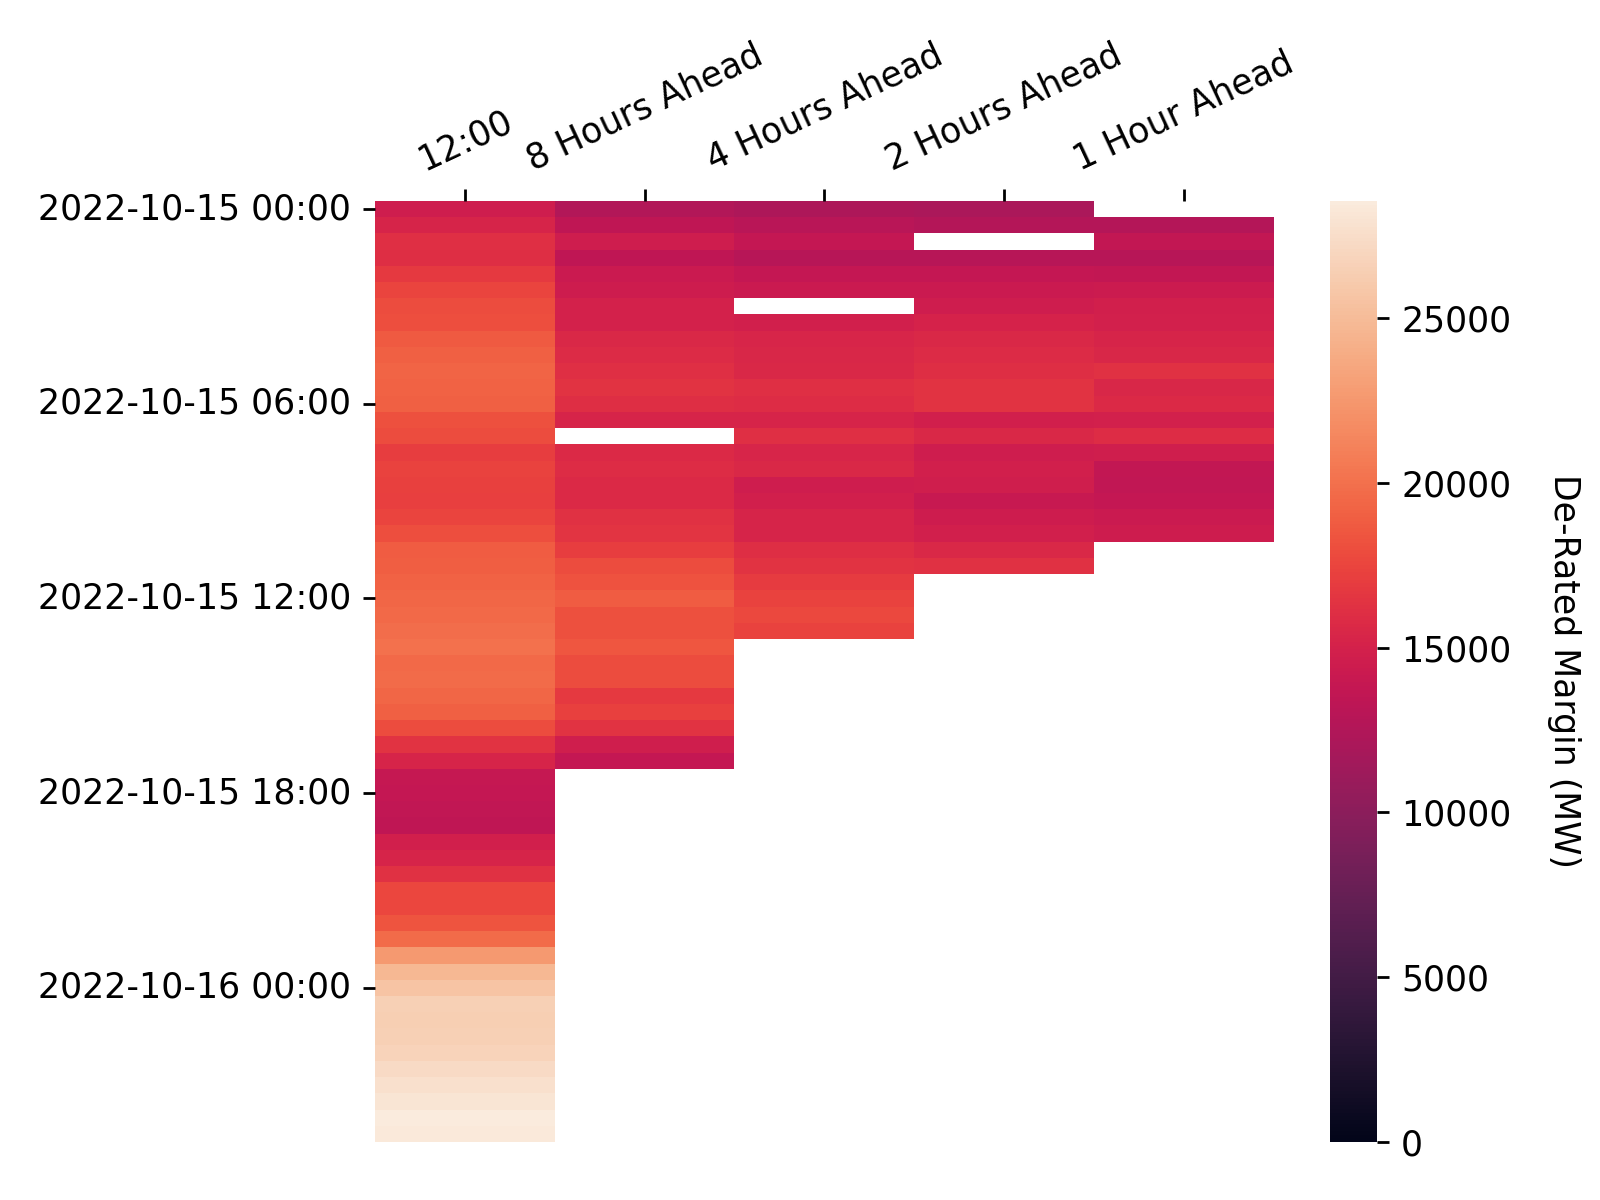 12:00
8 Hours Ahead
4 Hours Ahead
2 Hours Ahead
1 Hour Ahead
2022-10-15 00:00
2022-10-15 06:00
2022-10-15 12:00
2022-10-15 18:00
2022-10-16 00:00
25000
20000
15000
10000
5000
0
De-Rated Margin (MW)